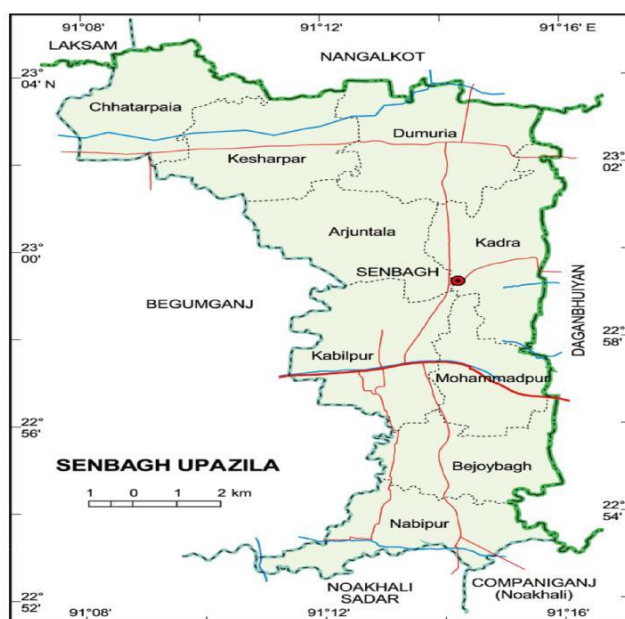 91°08' 91°12' 91°16' E
LAKSAM
NANGALKOT
23°
04' N
Chhatarpaia
Dumuria
Kesharpar
23°
02'
Arjuntala
Kadra
23°
00'
SENBAGH
BEGUMGANJ
DAGANBHUIYAN
22°
58'
Kabilpur
Mohammadpur
22°
56'
SENBAGH UPAZILA
Bejoybagh
1 0 1 2 km
22°
54'
Nabipur
NOAKHALI
SADAR
COMPANIGANJ
(Noakhali)
22°
52'
91°08' 91°12' 91°16'